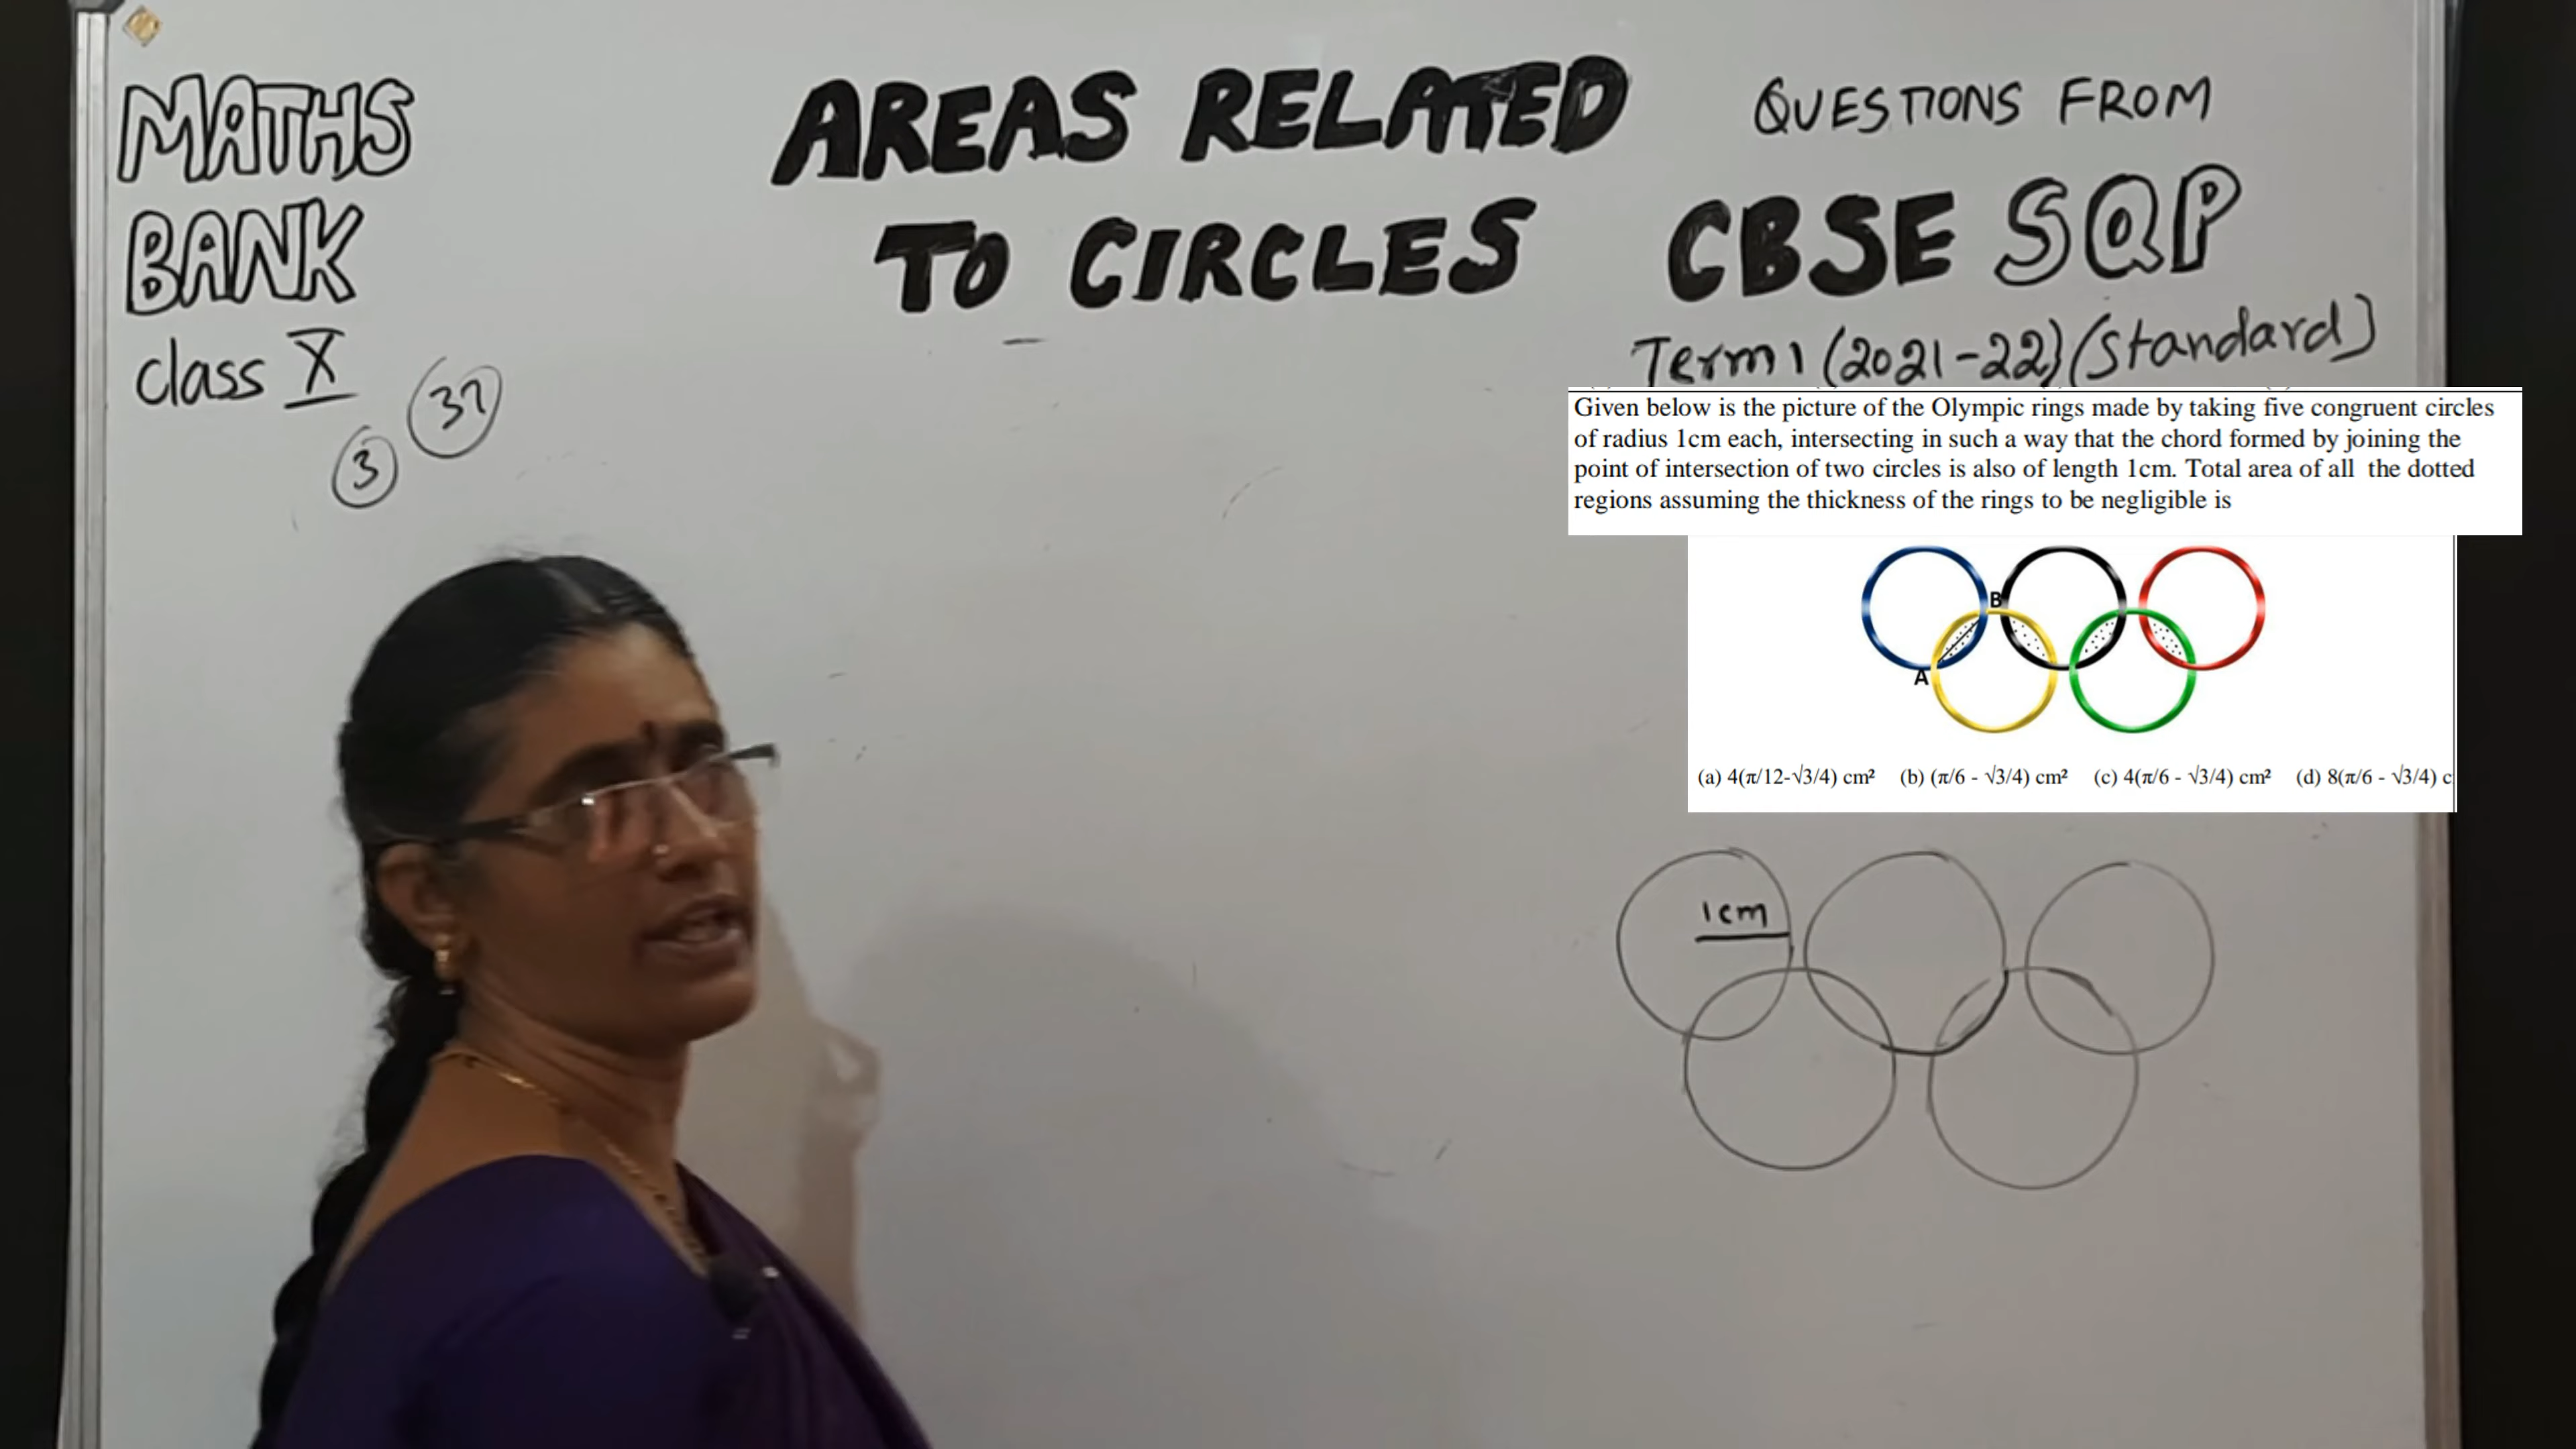 MATHS
BANK
class X
37
3
AREAS RELATED
TO CIRCLES
QUESTIONS FROM
CBSE SQP
Term 1 (2021-22) (Standard)
Given below is the picture of the Olympic rings made by taking five congruent circles
of radius 1cm each, intersecting in such a way that the chord formed by joining the
point of intersection of two circles is also of length 1cm. Total area of all the dotted
regions assuming the thickness of the rings to be negligible is
B
A
(a) 4(π/12-√3/4) cm² (b) (π/6 - √3/4) cm² (c) 4(π/6 - √3/4) cm² (d) 8(π/6 - √3/4) c
1cm